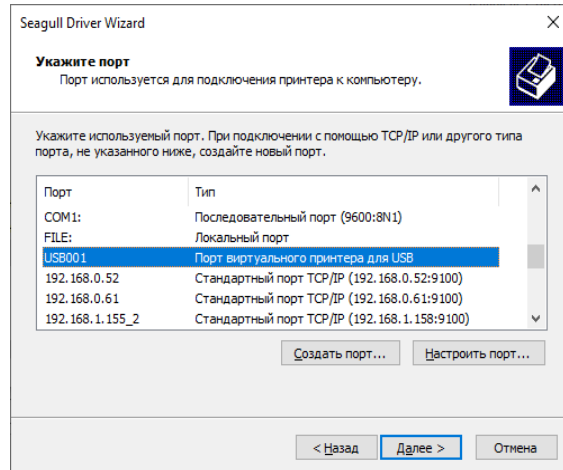 Seagull Driver Wizard
Укажите порт
Порт используется для подключения принтера к компьютеру.
Укажите используемый порт. При подключении с помощью TCP/IP или другого типа
порта, не указанного ниже, создайте новый порт.
Порт Тип
COM1: Последовательный порт (9600:8N1)
FILE: Локальный порт
USB001 Порт виртуального принтера для USB
192.168.0.52 Стандартный порт TCP/IP (192.168.0.52:9100)
192.168.0.61 Стандартный порт TCP/IP (192.168.0.61:9100)
192.168.1.155_2 Стандартный порт TCP/IP (192.168.1.158:9100)
Создать порт... Настроить порт...
< Назад Далее > Отмена